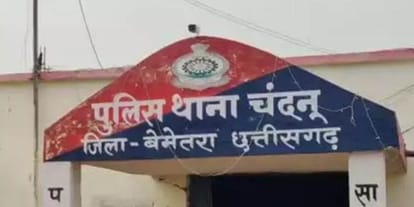 पुलिस थाना चंदनू
जिला - बेमेतरा छत्तीसगढ़
प सा